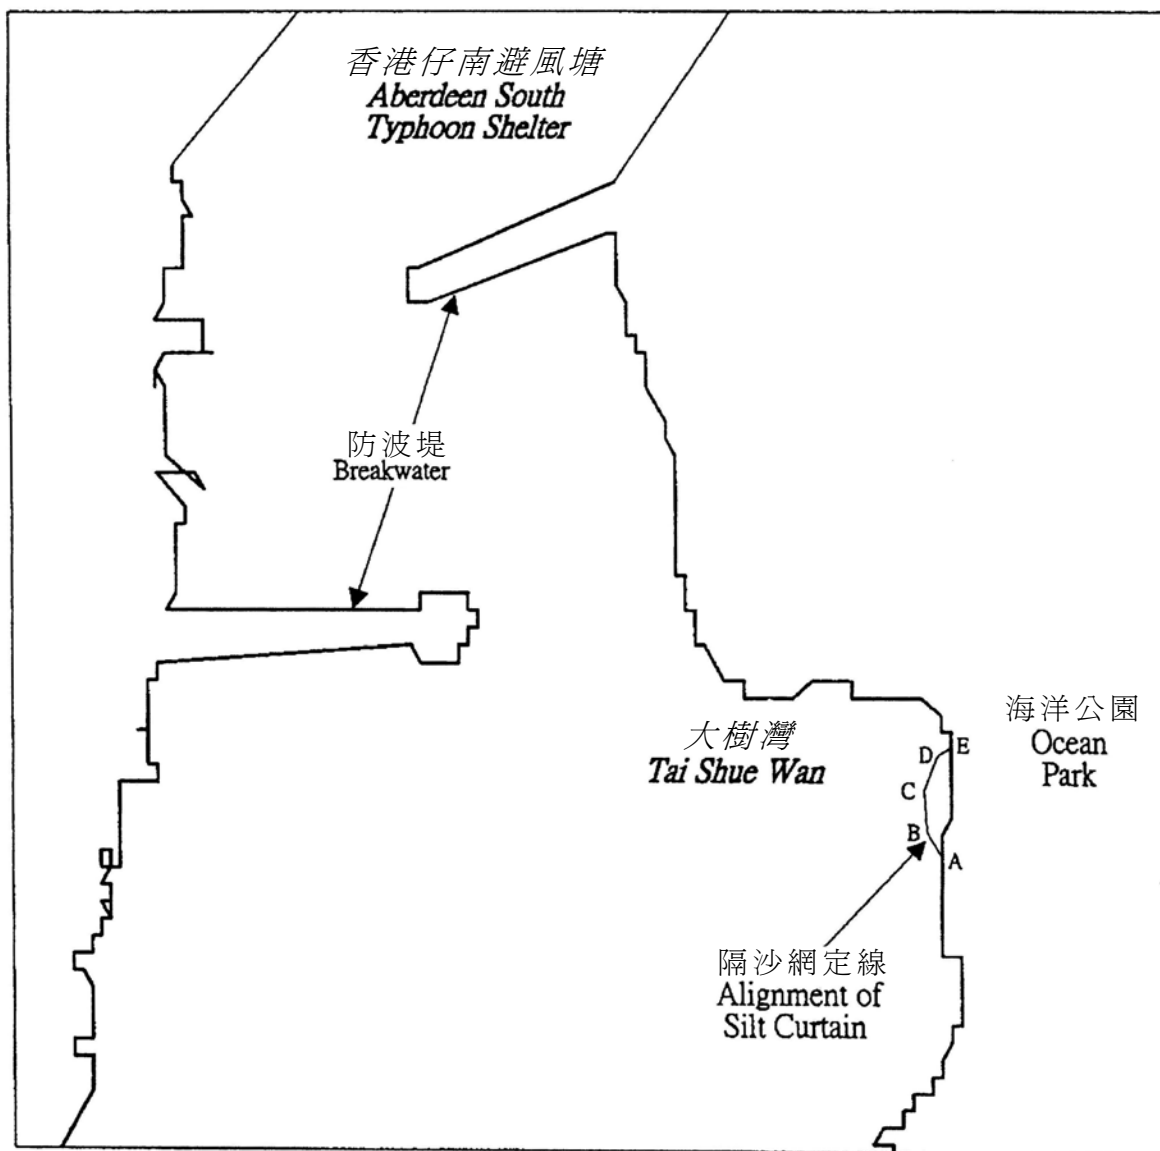 香港仔南避風塘
Aberdeen South
Typhoon Shelter
防波堤
Breakwater
大樹灣
Tai Shue Wan
海洋公園
Ocean
Park
E
D
C
B
A
隔沙網定線
Alignment of
Silt Curtain